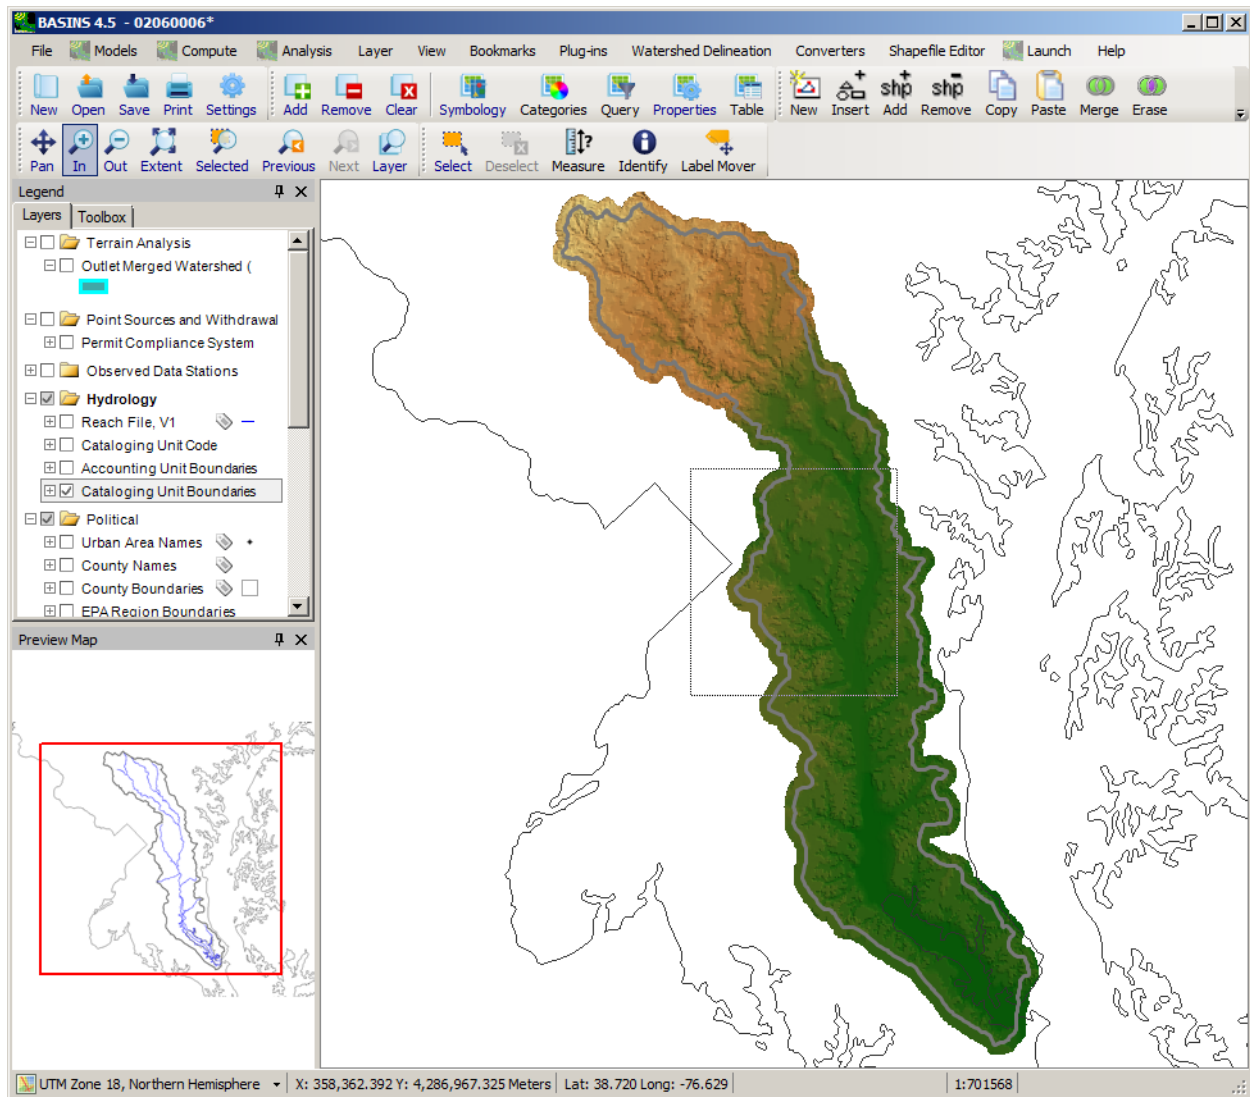 BASINS 4.5 - 02060006*
File Models Compute Analysis Layer View Bookmarks Plug-ins Watershed Delineation Converters Shapefile Editor Launch Help
New Open Save Print Settings Add Remove Clear Symbology Categories Query Properties Table New Insert Add Remove Copy Paste Merge Erase
Pan In Out Extent Selected Previous Next Layer Select Deselect Measure Identify Label Mover
Legend
Layers Toolbox
Terrain Analysis
Outlet Merged Watershed (
Point Sources and Withdrawal
Permit Compliance System
Observed Data Stations
Hydrology
Reach File, V1
Cataloging Unit Code
Accounting Unit Boundaries
Cataloging Unit Boundaries
Political
Urban Area Names
County Names
County Boundaries
EPA Region Boundaries
Preview Map
UTM Zone 18, Northern Hemisphere X: 358,362.392 Y: 4,286,967.325 Meters Lat: 38.720 Long: -76.629 1:701568